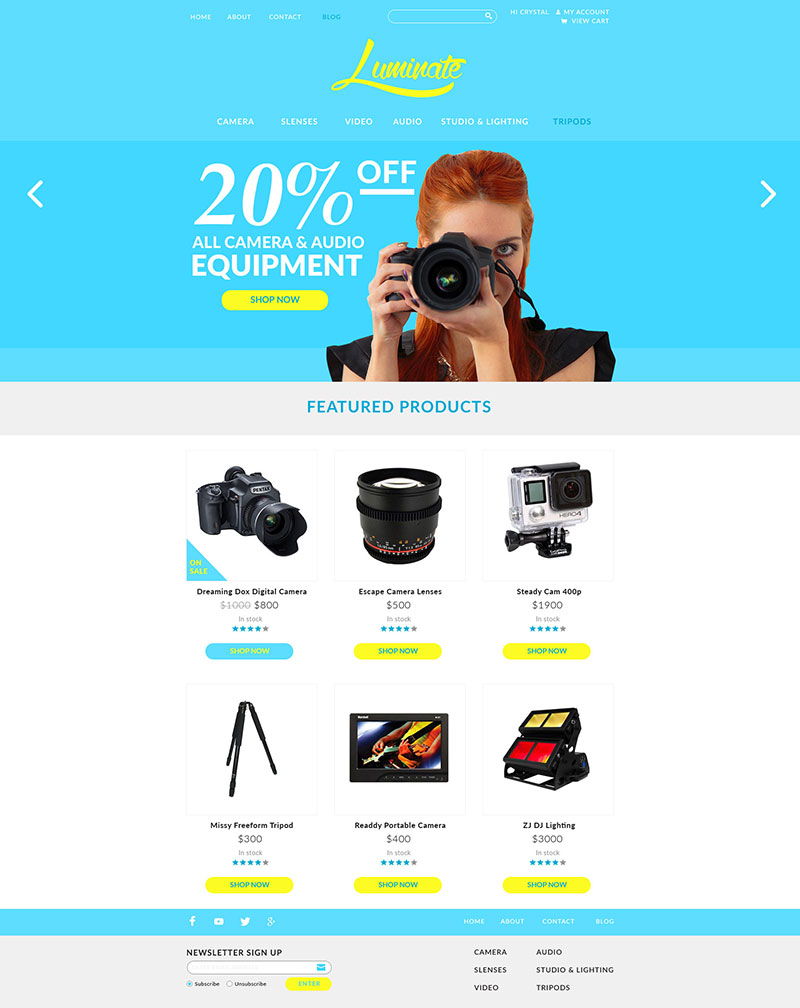 HOME ABOUT CONTACT BLOG
HI CRYSTAL MY ACCOUNT
VIEW CART
Luminate
CAMERA SLENSES VIDEO AUDIO STUDIO & LIGHTING TRIPODS
20% OFF
ALL CAMERA & AUDIO
EQUIPMENT
SHOP NOW
FEATURED PRODUCTS
PENTAX
HERO4
ON
SALE
Dreaming Dox Digital Camera Escape Camera Lenses Steady Cam 400p
$1000 $800 $500 $1900
In stock In stock In stock
SHOP NOW SHOP NOW SHOP NOW
Missy Freeform Tripod Readdy Portable Camera ZJ DJ Lighting
$300 $400 $3000
In stock In stock In stock
SHOP NOW SHOP NOW SHOP NOW
HOME ABOUT CONTACT BLOG
NEWSLETTER SIGN UP
Subscribe Unsubscribe ENTER
CAMERA AUDIO
SLENSES STUDIO & LIGHTING
VIDEO TRIPODS